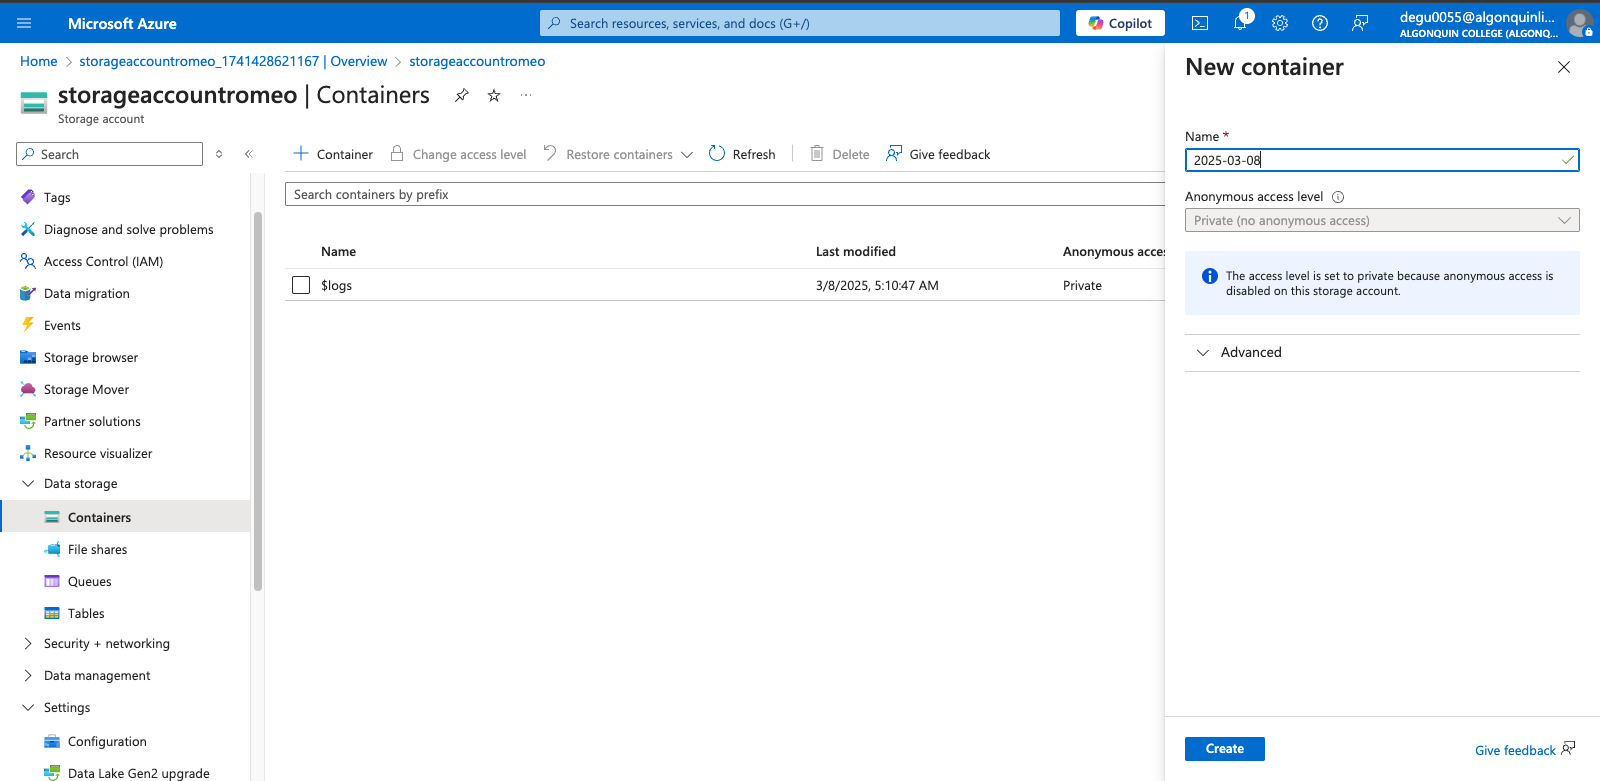 Microsoft Azure
Search resources, services, and docs (G+/)
Copilot
1
degu0055@algonquinli...
ALGONQUIN COLLEGE (ALGONQ...
Home > storageaccountromeo_1741428621167 | Overview > storageaccountromeo
storageaccountromeo | Containers
Storage account
Search
Tags
Diagnose and solve problems
Access Control (IAM)
Data migration
Events
Storage browser
Storage Mover
Partner solutions
Resource visualizer
Data storage
Containers
File shares
Queues
Tables
Security + networking
Data management
Settings
Configuration
Data Lake Gen2 upgrade
Container Change access level Restore containers Refresh Delete Give feedback
Search containers by prefix
Name Last modified Anonymous acces
$logs 3/8/2025, 5:10:47 AM Private
New container
Name *
2025-03-08
Anonymous access level
Private (no anonymous access)
The access level is set to private because anonymous access is
disabled on this storage account.
Advanced
Create
Give feedback